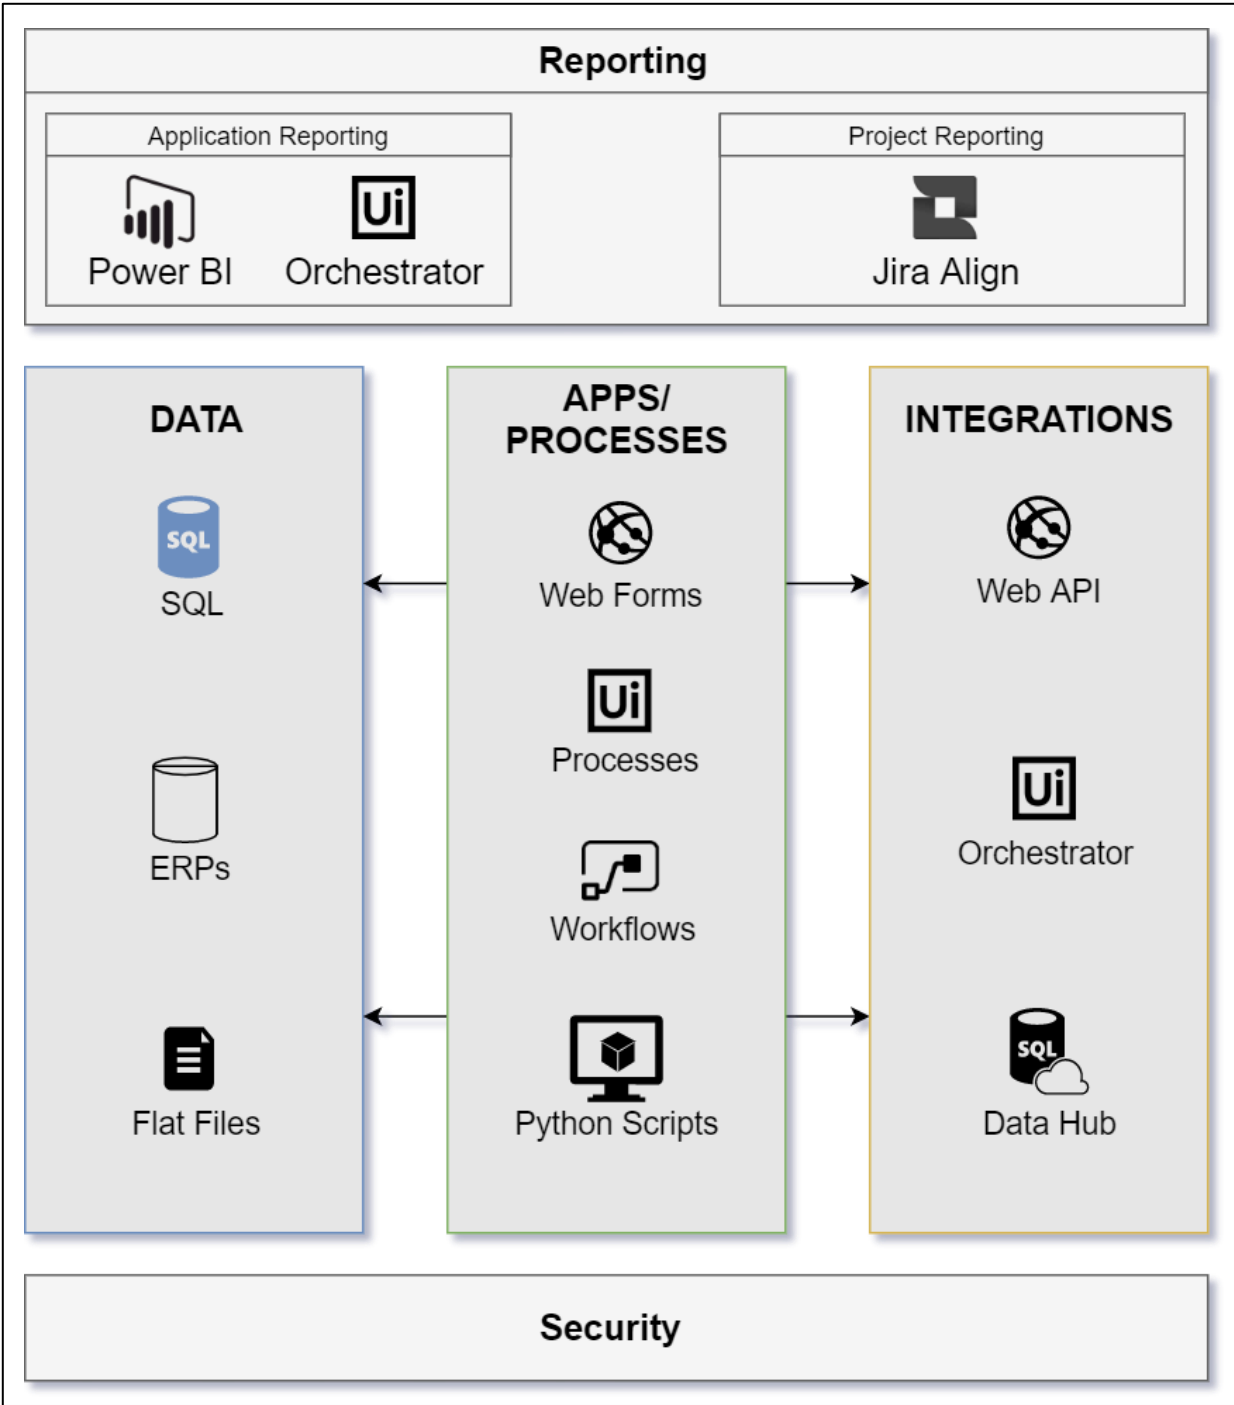 Reporting
Application Reporting
Project Reporting
Ui
Power BI
Orchestrator
Jira Align
DATA
APPS/
PROCESSES
INTEGRATIONS
SQL
SQL
Web Forms
Web API
Ui
Processes
ERPs
Ui
Orchestrator
Workflows
Flat Files
Python Scripts
SQL
Data Hub
Security